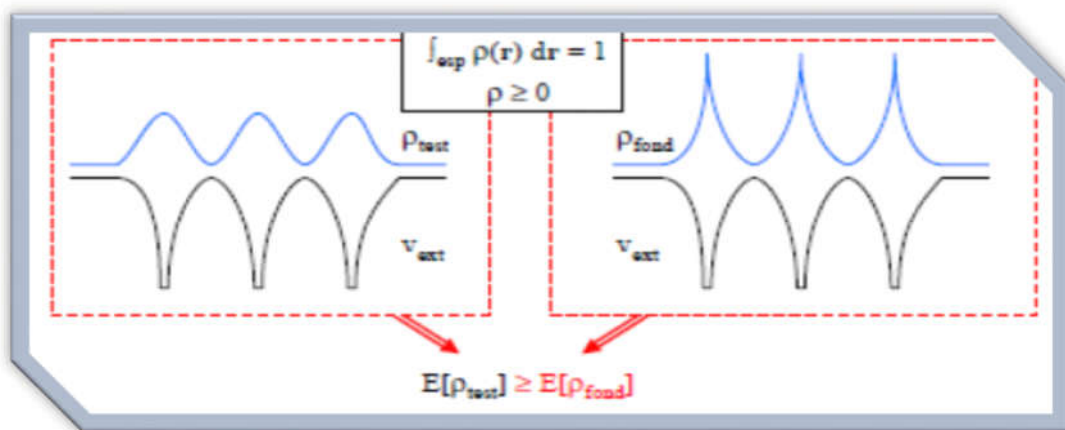 ∫esp ρ(r) dr = 1
ρ ≥ 0
ρtest
ρfond
vext
vext
E[ρtest] ≥ E[ρfond]